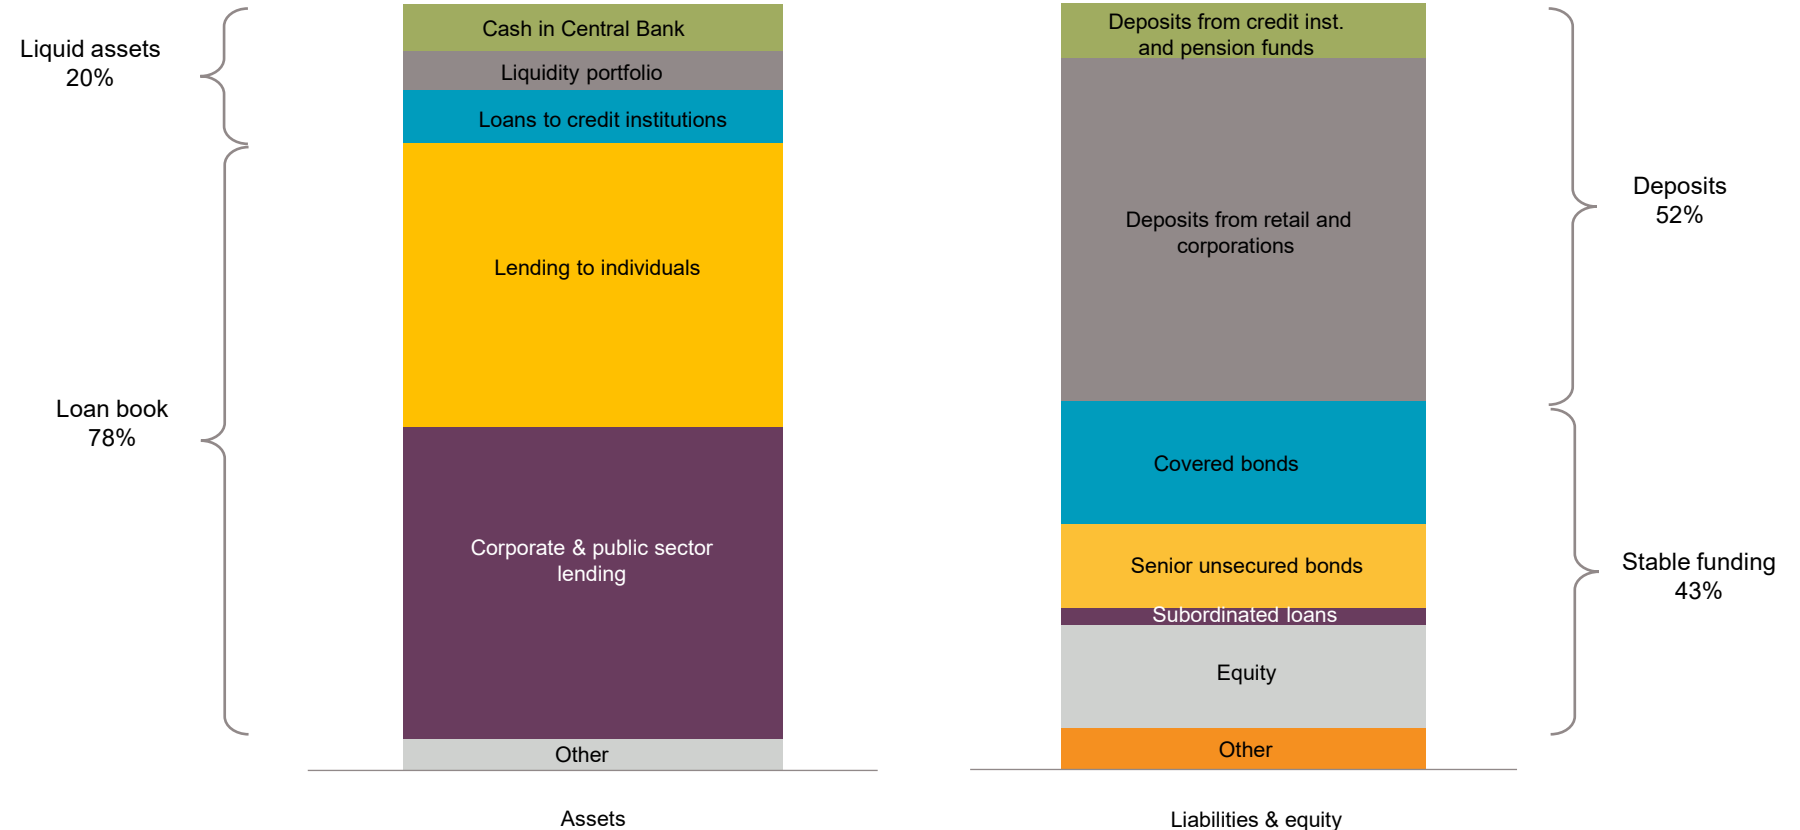 Liquid assets
20%
Loan book
78%
Cash in Central Bank
Liquidity portfolio
Loans to credit institutions
Lending to individuals
Corporate & public sector
lending
Other
Assets
Deposits from credit inst.
and pension funds
Deposits from retail and
corporations
Covered bonds
Senior unsecured bonds
Subordinated loans
Equity
Other
Liabilities & equity
Deposits
52%
Stable funding
43%